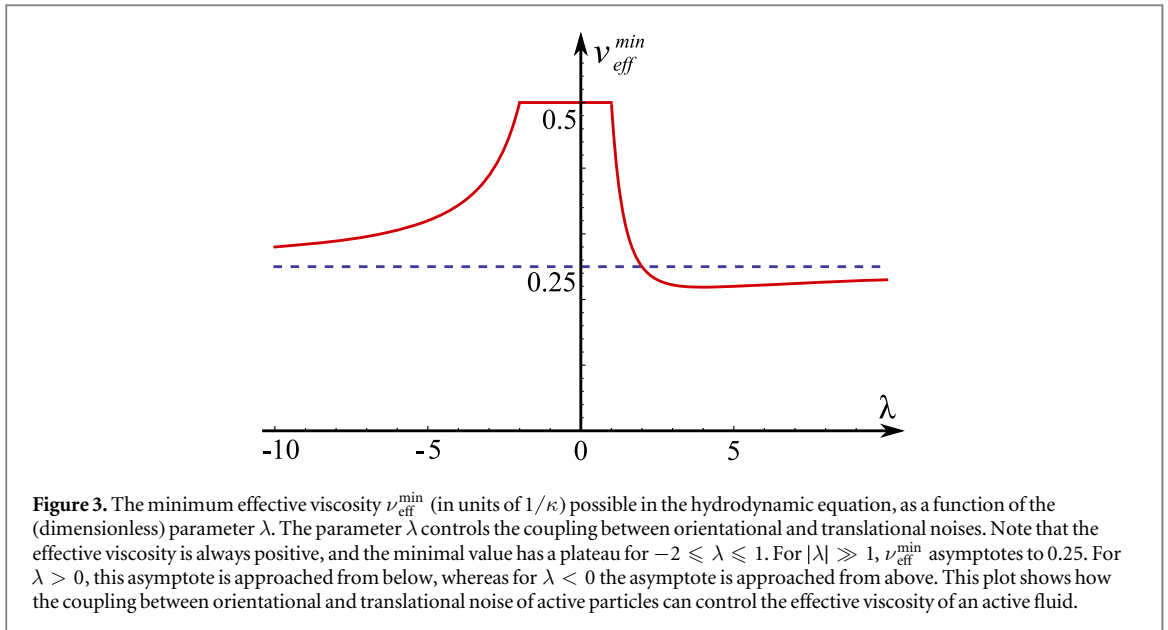 ν_eff^min
0.5
0.25
λ
-10
-5
0
5
Figure 3. The minimum effective viscosity ν_eff^min (in units of 1/κ) possible in the hydrodynamic equation, as a function of the
(dimensionless) parameter λ. The parameter λ controls the coupling between orientational and translational noises. Note that the
effective viscosity is always positive, and the minimal value has a plateau for −2 ⩽ λ ⩽ 1. For |λ| ≫ 1, ν_eff^min asymptotes to 0.25. For
λ > 0, this asymptote is approached from below, whereas for λ < 0 the asymptote is approached from above. This plot shows how
the coupling between orientational and translational noise of active particles can control the effective viscosity of an active fluid.